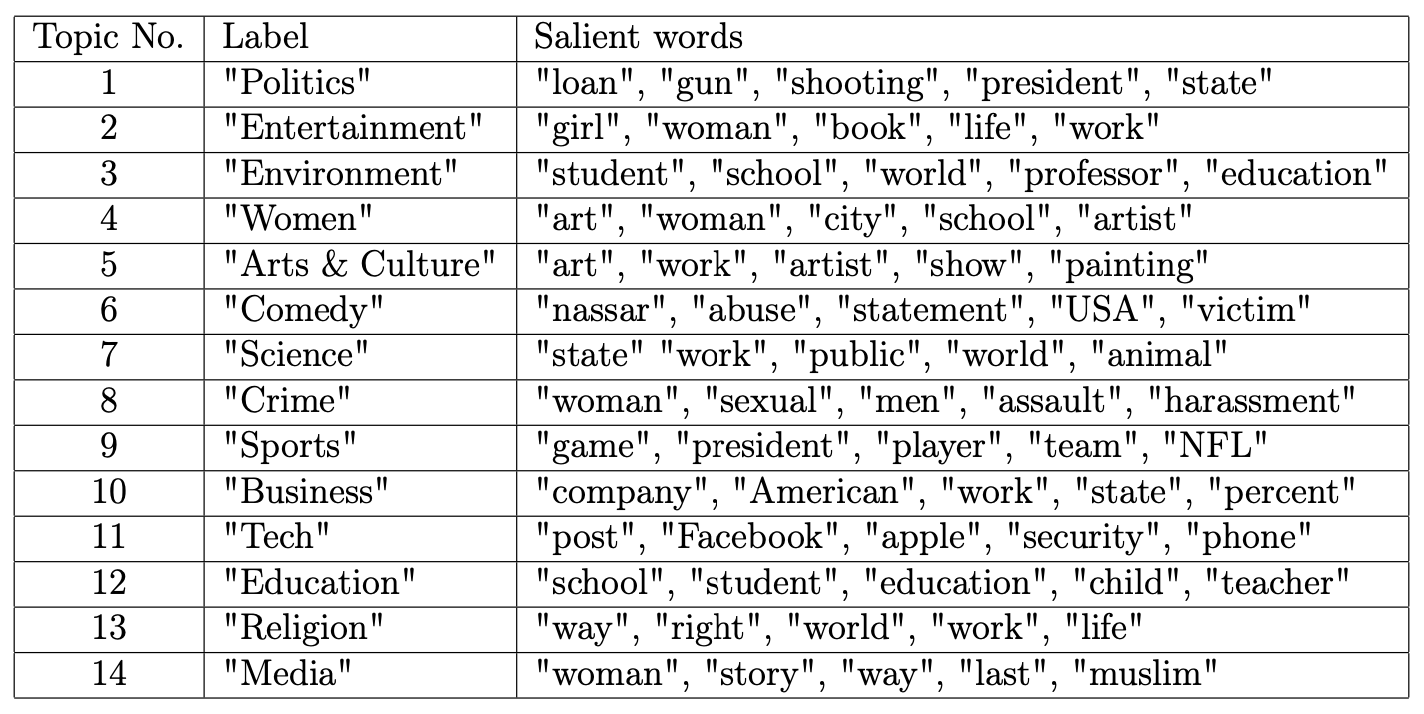 Topic No. Label Salient words
1 "Politics" "loan", "gun", "shooting", "president", "state"
2 "Entertainment" "girl", "woman", "book", "life", "work"
3 "Environment" "student", "school", "world", "professor", "education"
4 "Women" "art", "woman", "city", "school", "artist"
5 "Arts & Culture" "art", "work", "artist", "show", "painting"
6 "Comedy" "nassar", "abuse", "statement", "USA", "victim"
7 "Science" "state" "work", "public", "world", "animal"
8 "Crime" "woman", "sexual", "men", "assault", "harassment"
9 "Sports" "game", "president", "player", "team", "NFL"
10 "Business" "company", "American", "work", "state", "percent"
11 "Tech" "post", "Facebook", "apple", "security", "phone"
12 "Education" "school", "student", "education", "child", "teacher"
13 "Religion" "way", "right", "world", "work", "life"
14 "Media" "woman", "story", "way", "last", "muslim"